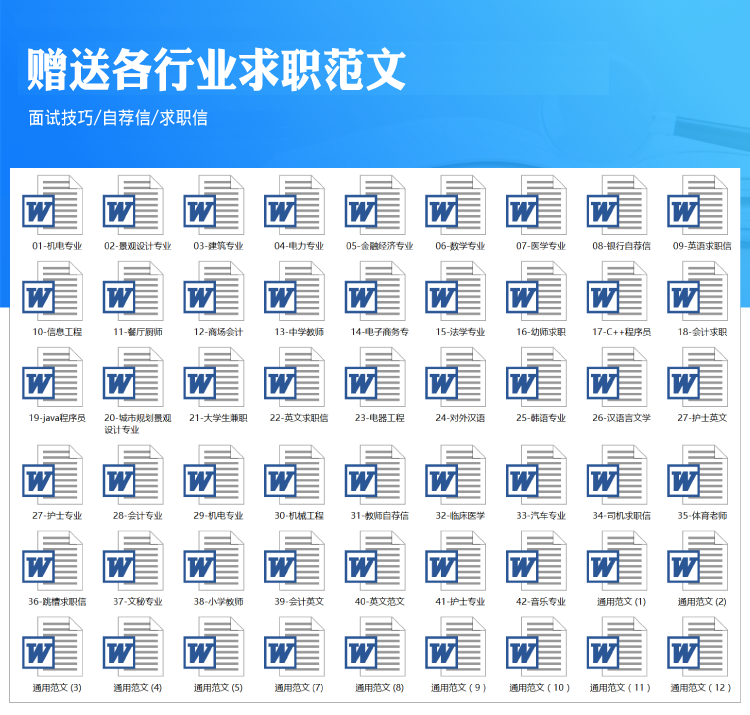 赠送各行业求职范文
面试技巧/自荐信/求职信
01-机电专业 02-景观设计专业 03-建筑专业 04-电力专业 05-金融经济专业 06-数学专业 07-医学专业 08-银行自荐信 09-英语求职信
10-信息工程 11-餐厅厨师 12-商场会计 13-中学教师 14-电子商务专 15-法学专业 16-幼师求职 17-C++程序员 18-会计求职
19-java程序员 20-城市规划景观 21-大学生兼职 22-英文求职信 23-电器工程 24-对外汉语 25-韩语专业 26-汉语言文学 27-护士英文
设计专业
27-护士专业 28-会计专业 29-机电专业 30-机械工程 31-教师自荐信 32-临床医学 33-汽车专业 34-司机求职信 35-体育老师
36-跳槽求职信 37-文秘专业 38-小学教师 39-会计英文 40-英文范文 41-护士专业 42-音乐专业 通用范文 (1) 通用范文 (2)
通用范文 (3) 通用范文 (4) 通用范文 (5) 通用范文 (7) 通用范文 (8) 通用范文 ( 9 ) 通用范文 ( 10 ) 通用范文 ( 11 ) 通用范文 ( 12 )